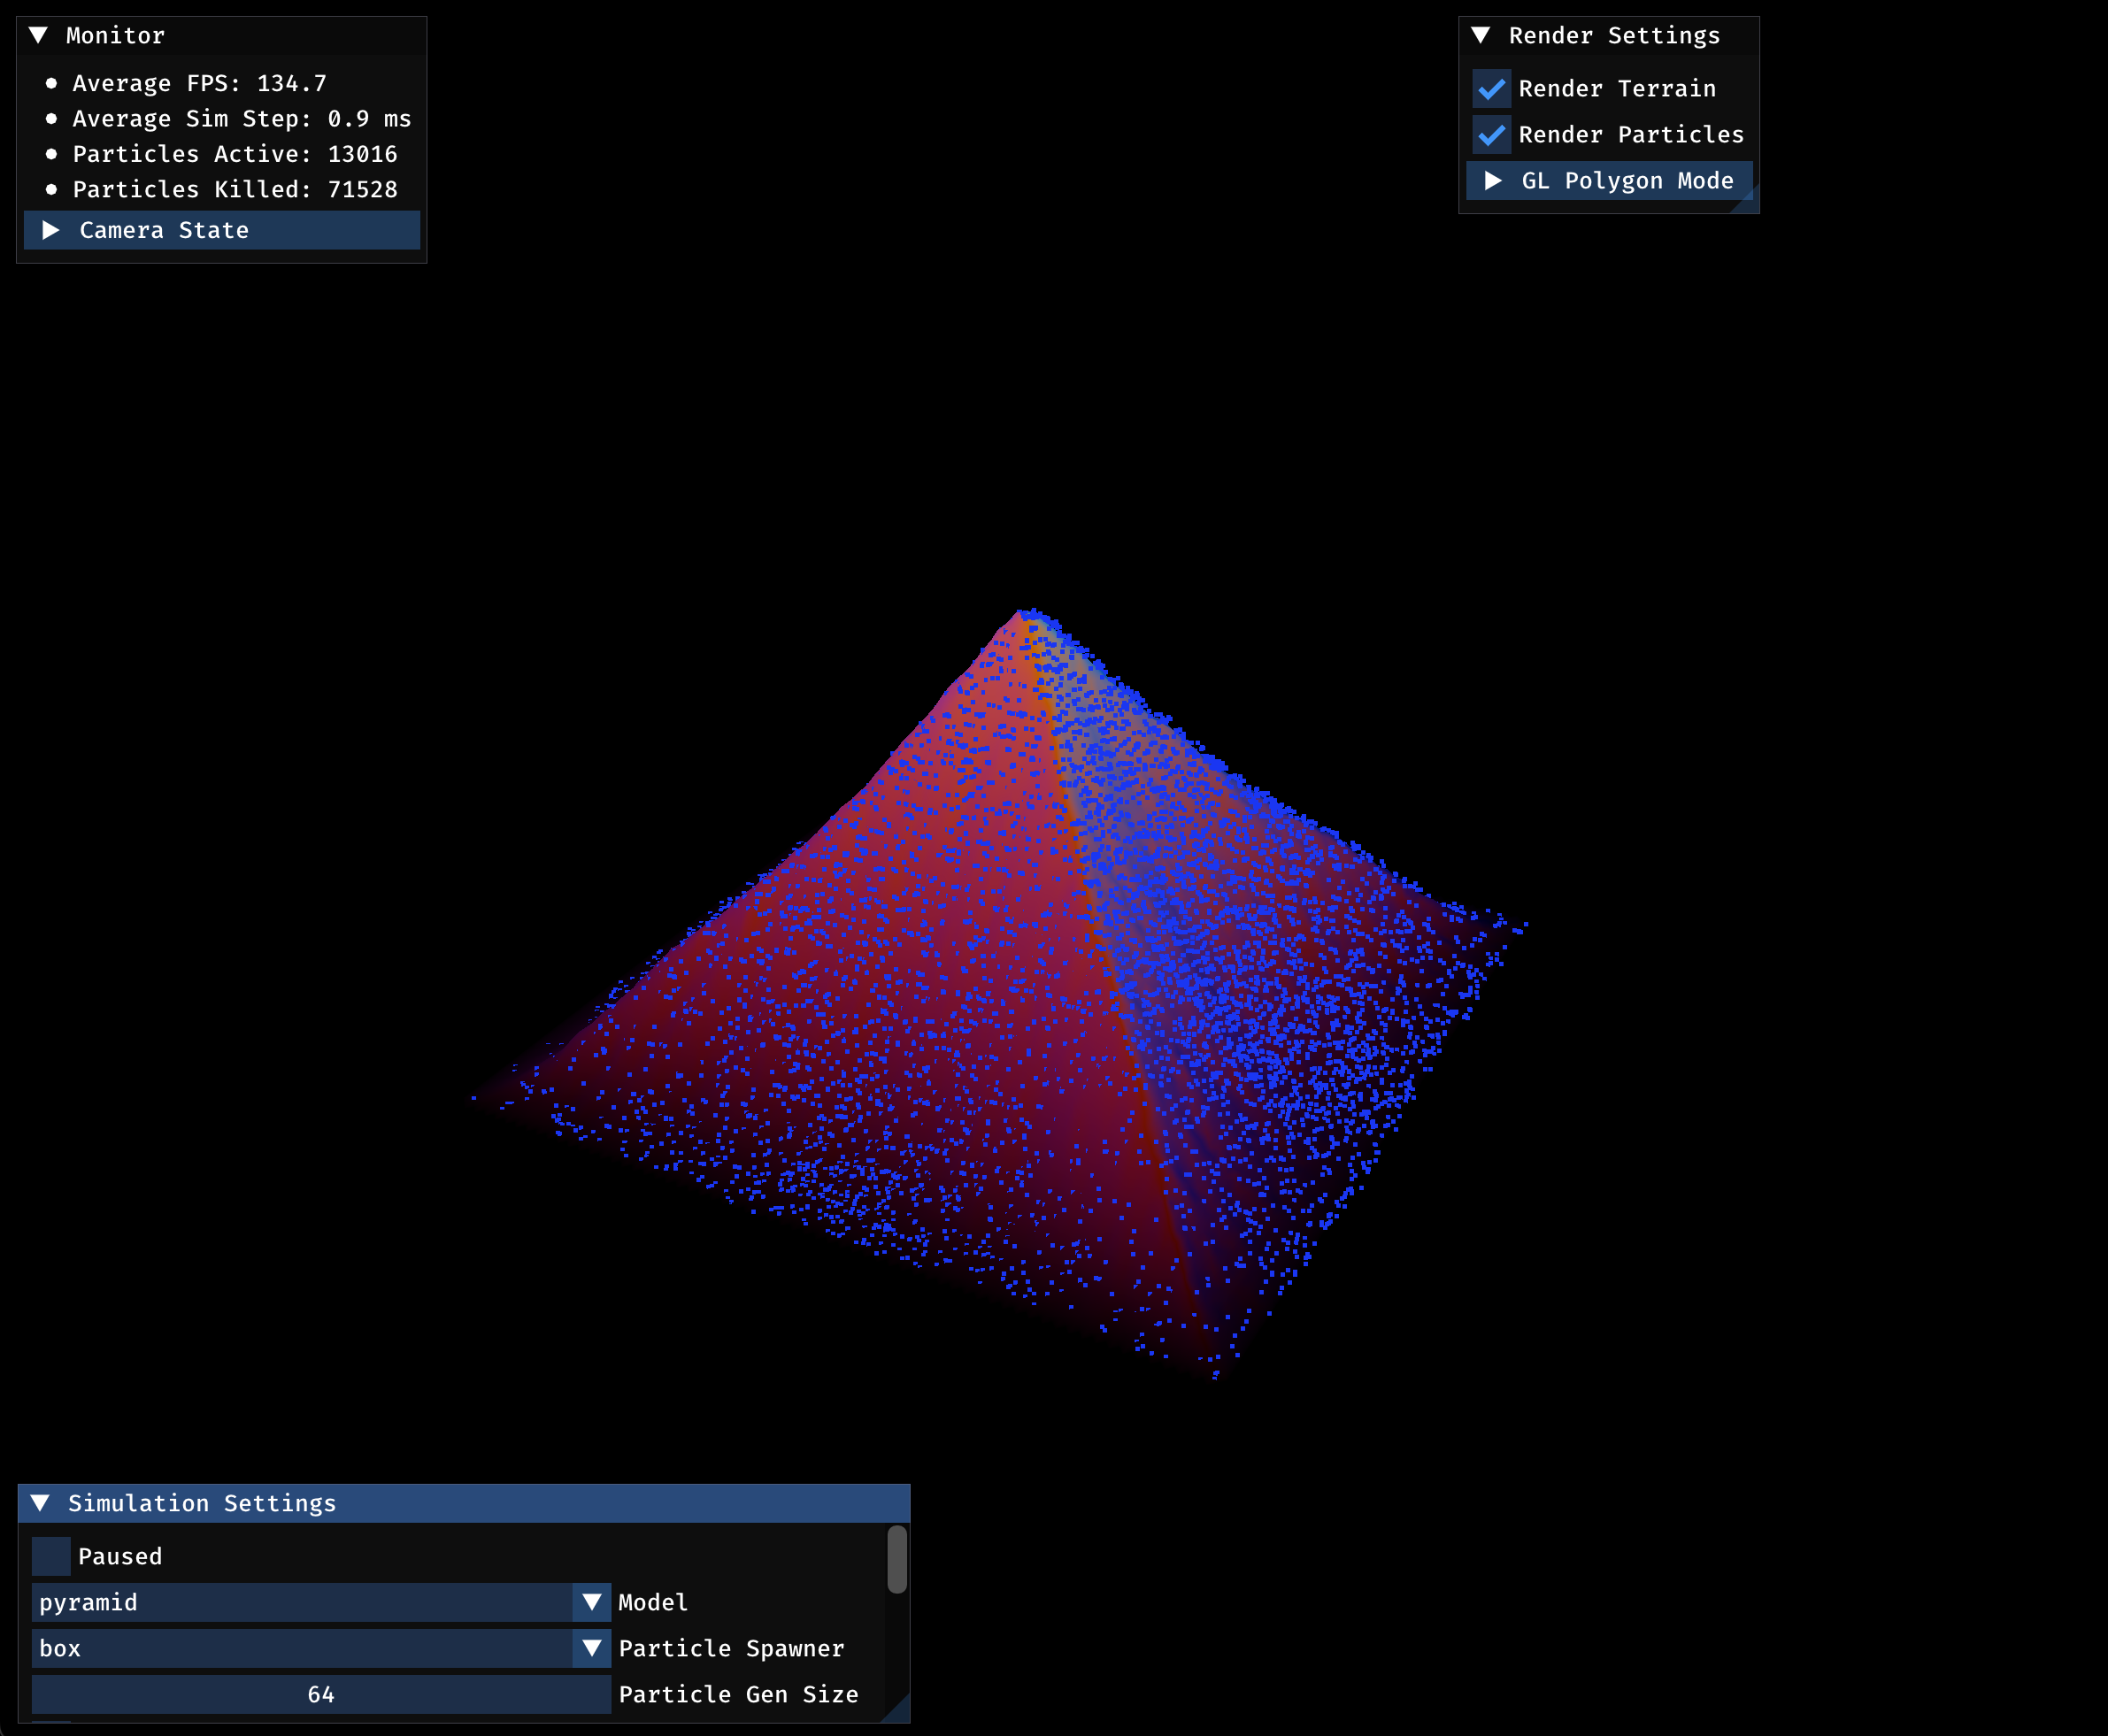 Monitor
Average FPS: 134.7
Average Sim Step: 0.9 ms
Particles Active: 13016
Particles Killed: 71528
Camera State
Render Settings
Render Terrain
Render Particles
GL Polygon Mode
Simulation Settings
Paused
pyramid Model
box Particle Spawner
64 Particle Gen Size